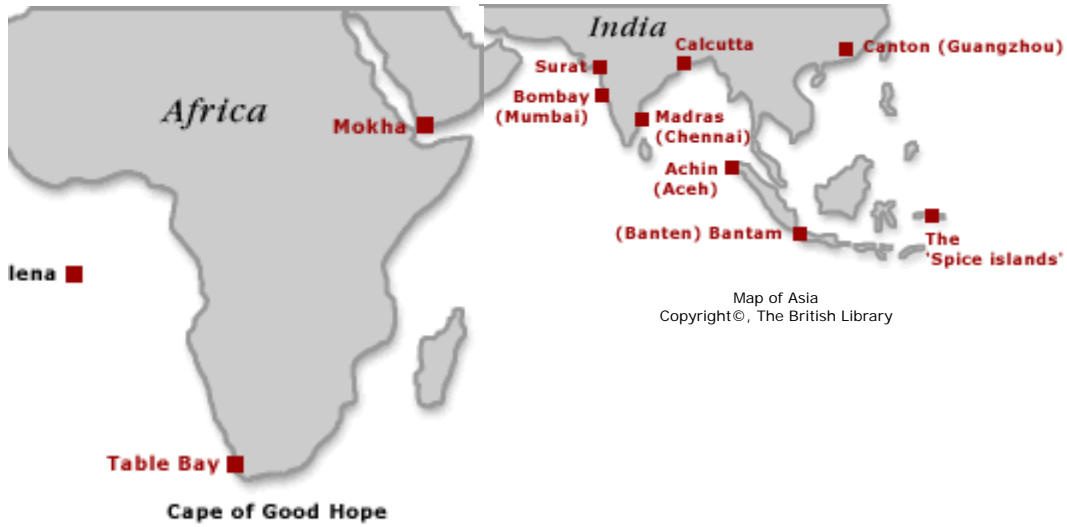 Africa
Mokha
lena
Table Bay
Cape of Good Hope
India
Calcutta
Canton (Guangzhou)
Surat
Bombay
(Mumbai)
Madras
(Chennai)
Achin
(Aceh)
(Banten) Bantam
The
'Spice islands'
Map of Asia
Copyright©, The British Library